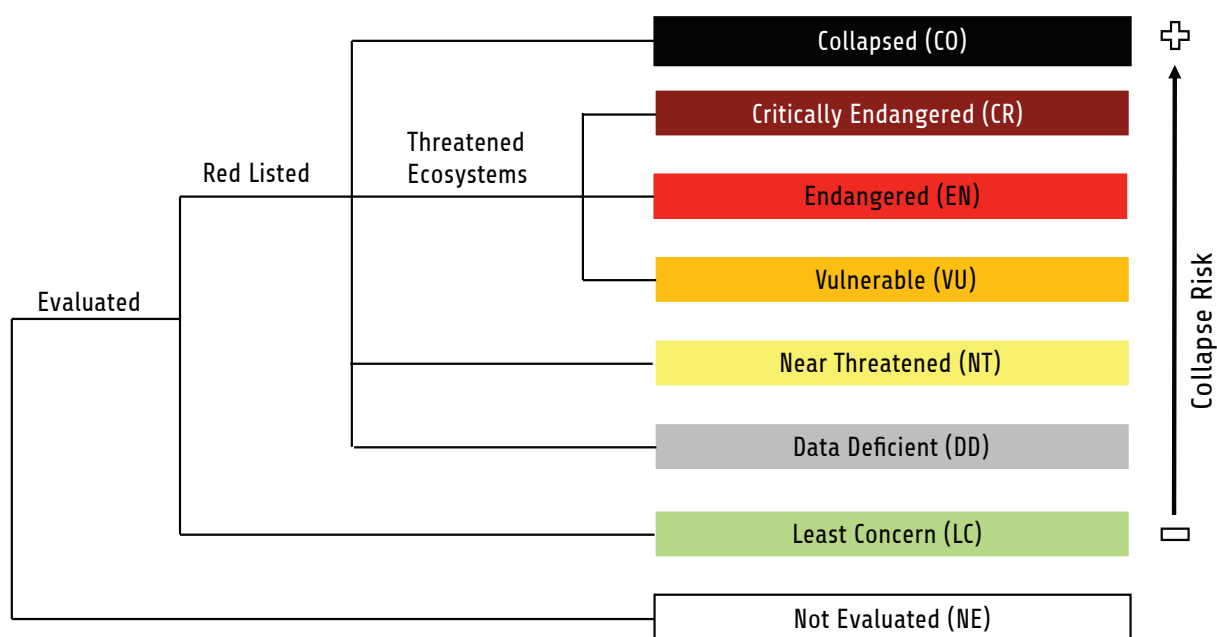 Collapsed (CO)
Critically Endangered (CR)
Threatened
Ecosystems
Red Listed
Endangered (EN)
Vulnerable (VU)
Evaluated
Near Threatened (NT)
Data Deficient (DD)
Least Concern (LC)
Not Evaluated (NE)
Collapse Risk